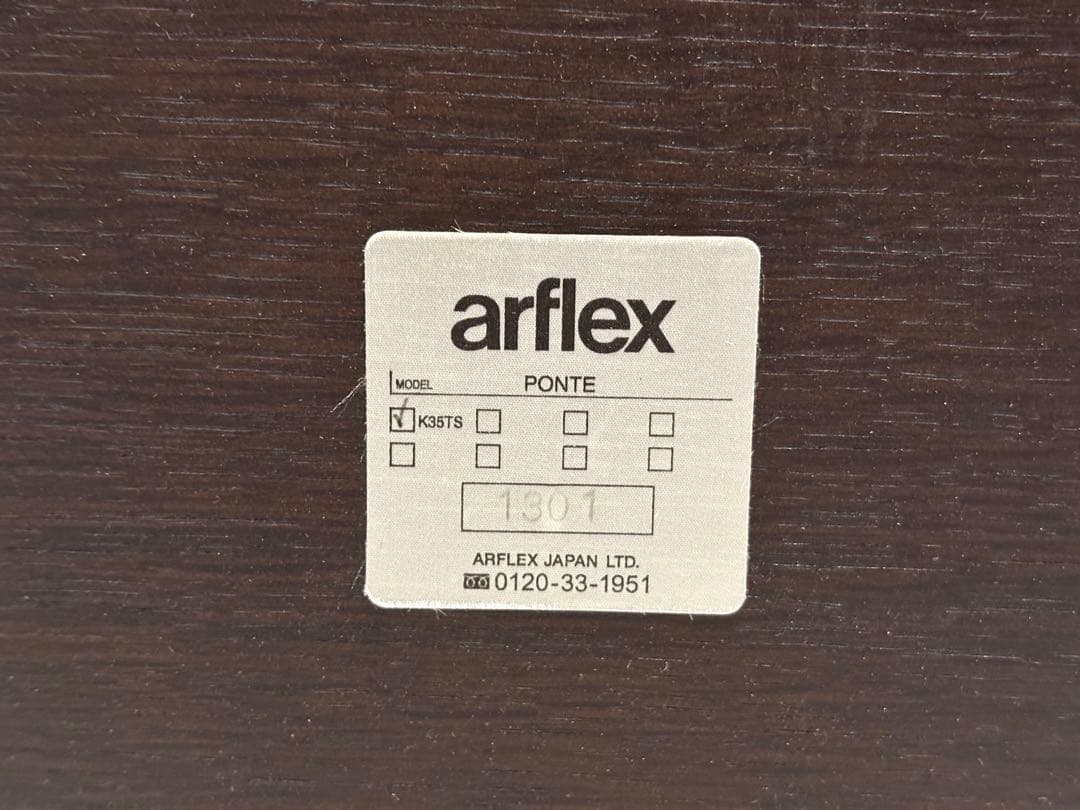 arflex
MODEL PONTE
K35TS
1301
ARFLEX JAPAN LTD.
0120-33-1951